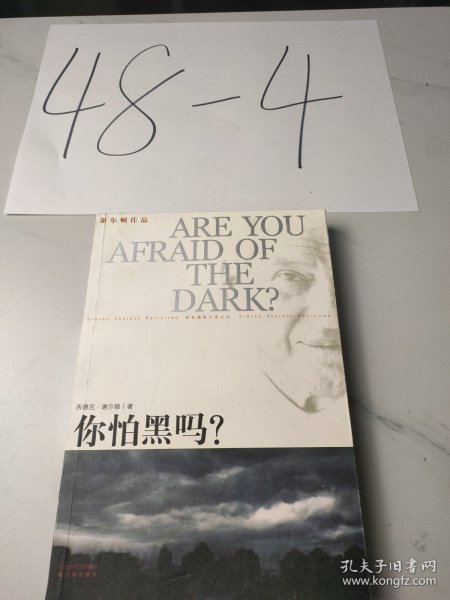 48-4
谢尔顿作品
ARE YOU
AFRAID OF
THE
DARK?
西德尼·谢尔顿|著
你怕黑吗?
孔夫子旧书网
www.kongfz.com